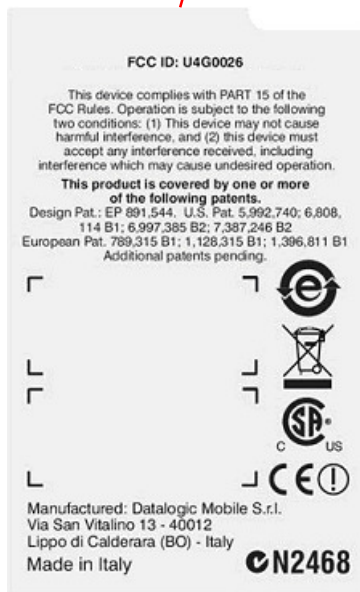 FCC ID: U4G0026
This device complies with PART 15 of the
FCC Rules. Operation is subject to the following
two conditions: (1) This device may not cause
harmful interference, and (2) this device must
accept any interference received, including
interference which may cause undesired operation.
This product is covered by one or more
of the following patents.
Design Pat.: EP 891,544. U.S. Pat. 5,992,740; 6,808,
114 B1; 6,997,385 B2; 7,387,246 B2
European Pat. 789,315 B1; 1,128,315 B1; 1,396,811 B1
Additional patents pending.
e
SA®
C US
CE
Manufactured: Datalogic Mobile S.r.l.
Via San Vitalino 13 - 40012
Lippo di Calderara (BO) - Italy
Made in Italy
N2468